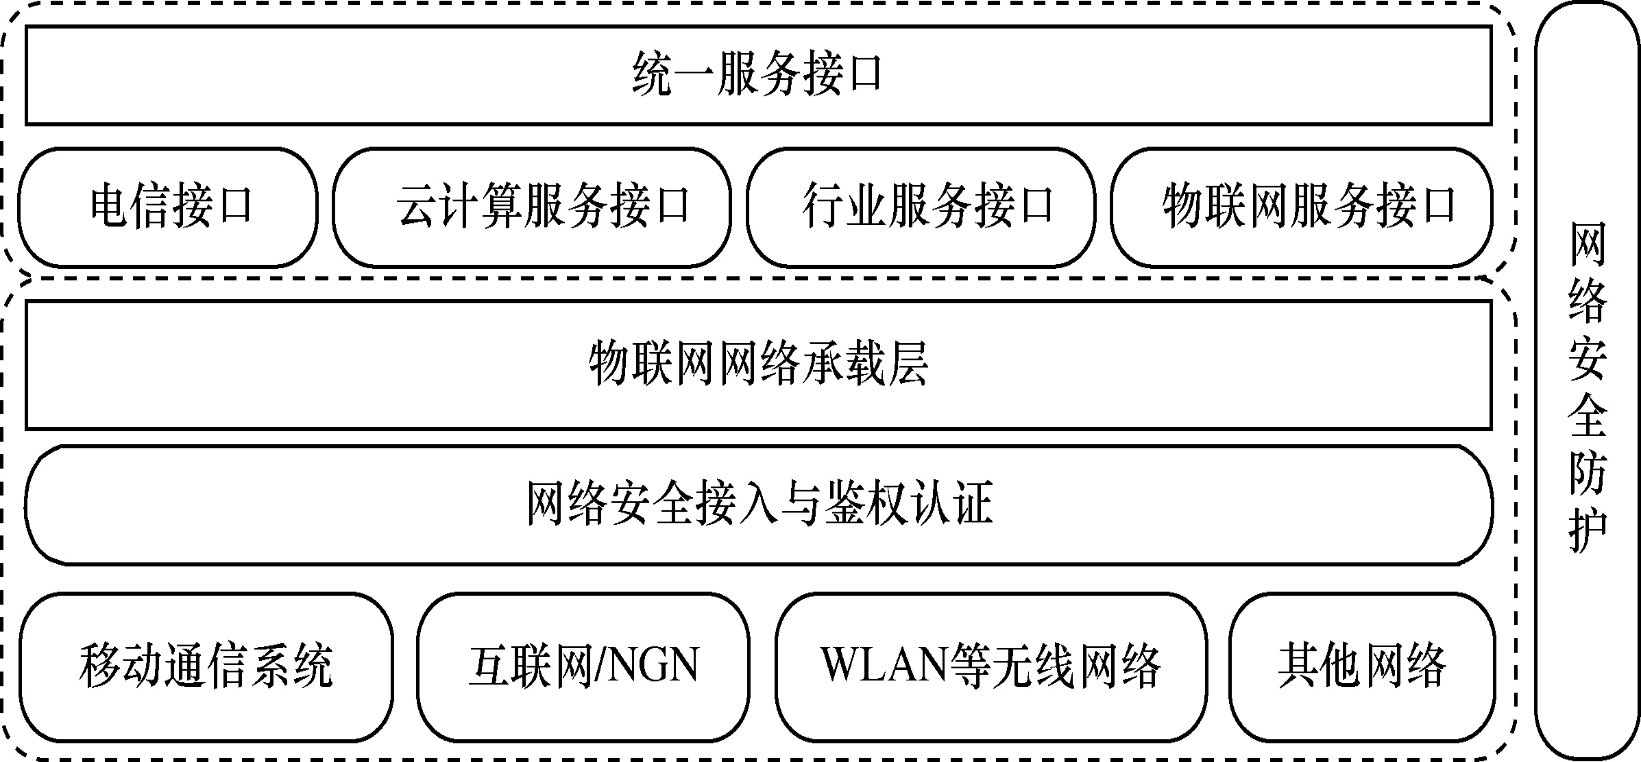 统一服务接口
电信接口
云计算服务接口
行业服务接口
物联网服务接口
物联网网络承载层
网络安全接入与鉴权认证
移动通信系统
互联网/NGN
WLAN等无线网络
其他网络
网络安全防护